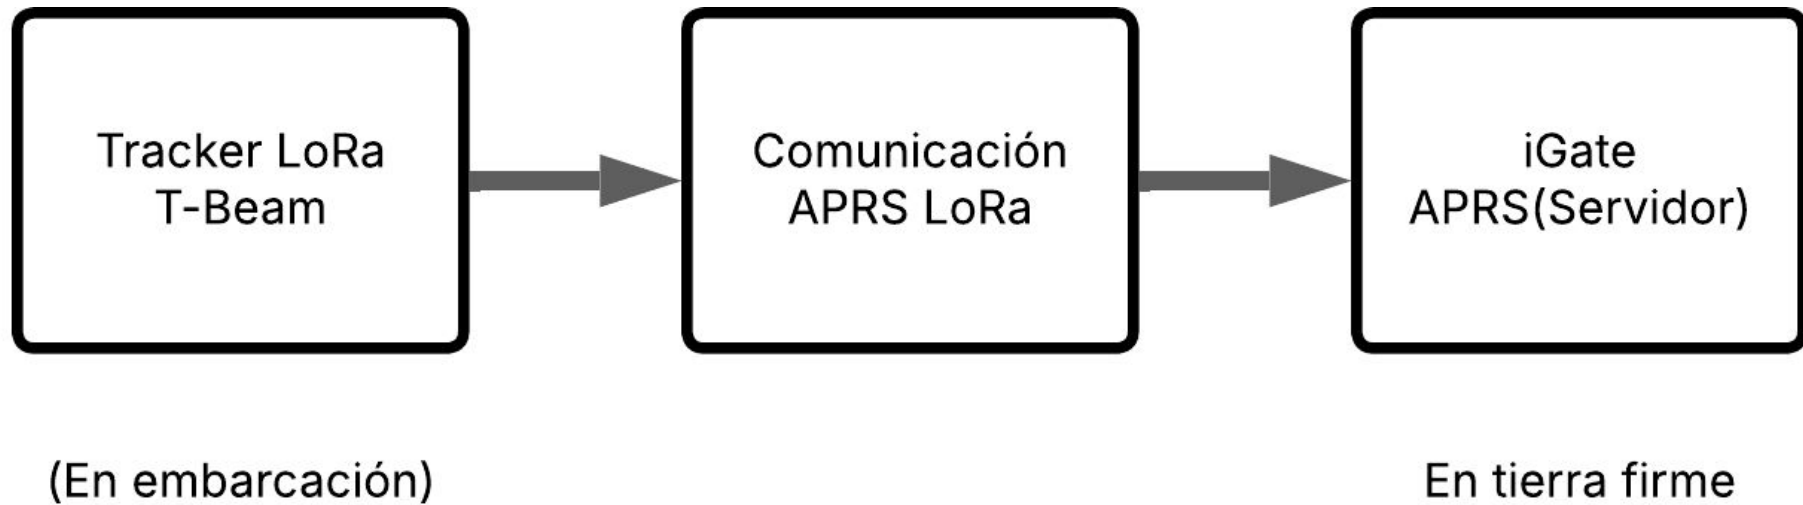 Tracker LoRa
T-Beam
Comunicación
APRS LoRa
iGate
APRS(Servidor)
(En embarcación)
En tierra firme